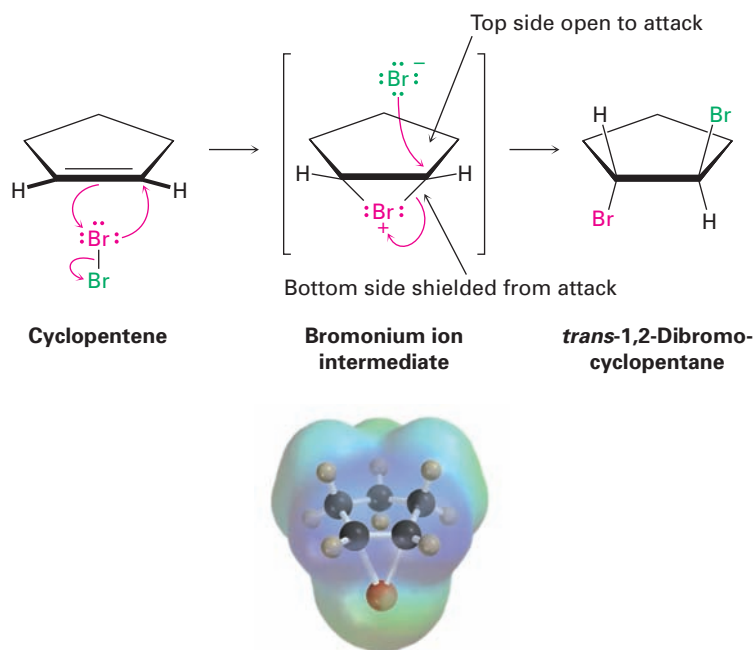 Top side open to attack
:Br: −
H
H
:Br:
Br
H
H
:Br:
+
H
Br
Br
H
Bottom side shielded from attack
Cyclopentene
Bromonium ion
intermediate
trans-1,2-Dibromo-
cyclopentane